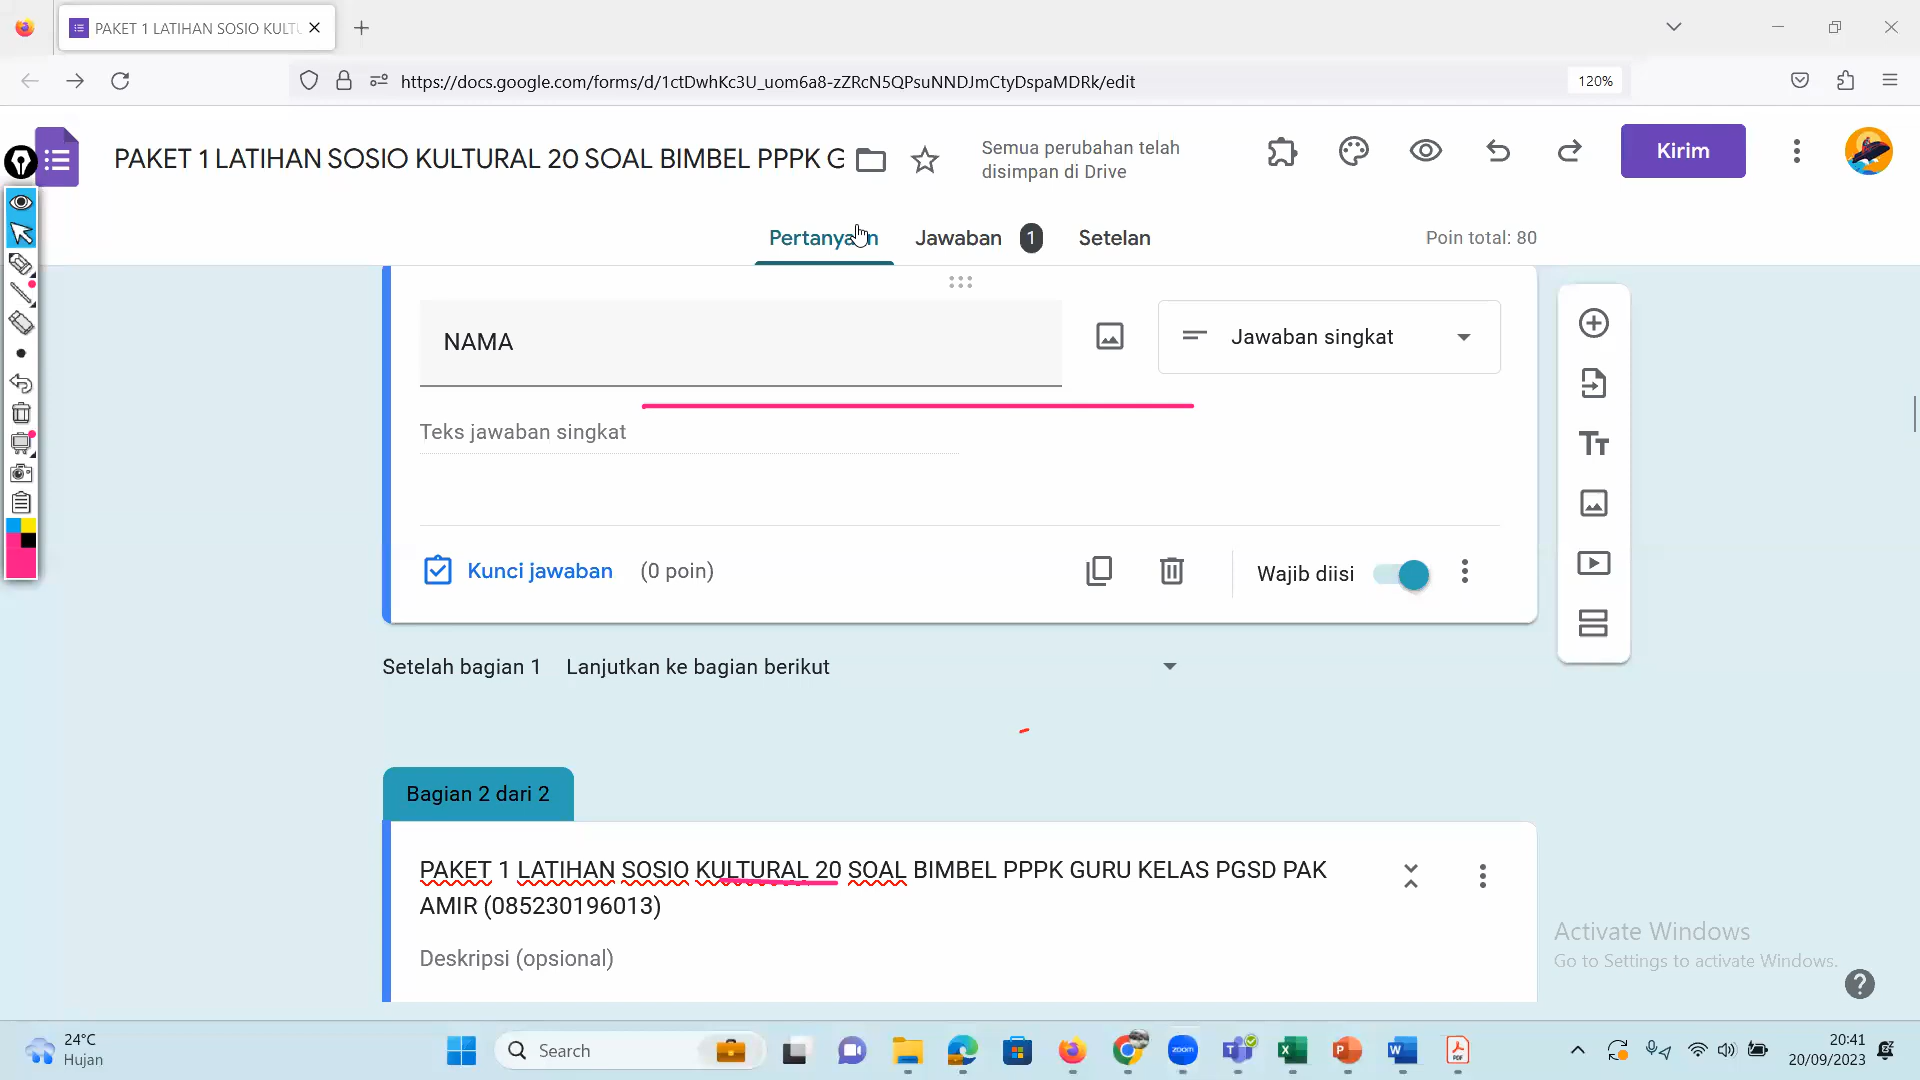 PAKET 1 LATIHAN SOSIO KULTU
https://docs.google.com/forms/d/1ctDwhKc3U_uom6a8-zZRcN5QPsuNNDJmCtyDspaMDRk/edit
120%
PAKET 1 LATIHAN SOSIO KULTURAL 20 SOAL BIMBEL PPPK G
Semua perubahan telah
disimpan di Drive
Kirim
Pertanyaan
Jawaban 1
Setelan
Poin total: 80
NAMA
Jawaban singkat
Teks jawaban singkat
Kunci jawaban (0 poin)
Wajib diisi
Setelah bagian 1 Lanjutkan ke bagian berikut
Bagian 2 dari 2
PAKET 1 LATIHAN SOSIO KULTURAL 20 SOAL BIMBEL PPPK GURU KELAS PGSD PAK
AMIR (085230196013)
Deskripsi (opsional)
Activate Windows
Go to Settings to activate Windows.
24°C
Hujan
Search
zoom
20:41
20/09/2023